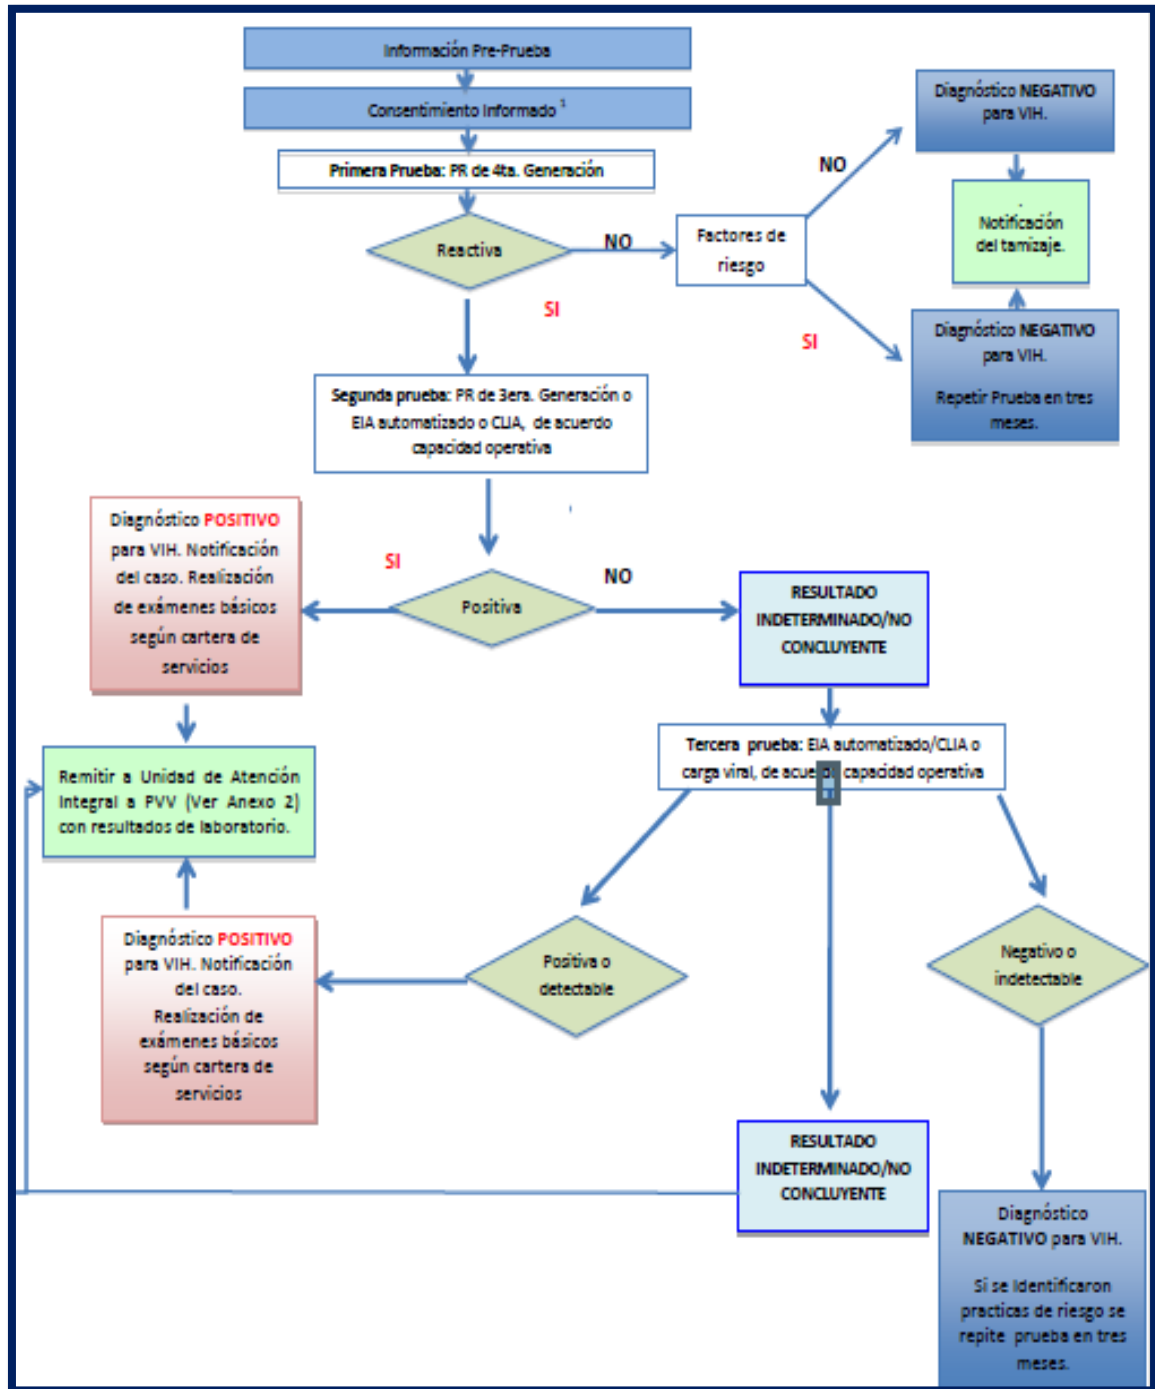 Información Pre-Prueba
Consentimiento Informado 1
Primera Prueba: PR de 4ta. Generación
Reactiva
NO
Factores de
riesgo
NO
Diagnóstico NEGATIVO
para VIH.
.
Notificación
del tamizaje.
SI
Diagnóstico NEGATIVO
para VIH.
Repetir Prueba en tres
meses.
SI
Segunda prueba: PR de 3era. Generación o
EIA automatizado o CLIA, de acuerdo
capacidad operativa
Positiva
SI
Diagnóstico POSITIVO
para VIH. Notificación
del caso. Realización
de exámenes básicos
según cartera de
servicios
NO
RESULTADO
INDETERMINADO/NO
CONCLUYENTE
Remitir a Unidad de Atención
Integral a PVV (Ver Anexo 2)
con resultados de laboratorio.
Tercera prueba: EIA automatizado/CLIA o
carga viral, de acuerdo capacidad operativa
Positiva o
detectable
Negativo o
indetectable
Diagnóstico POSITIVO
para VIH. Notificación
del caso.
Realización de
exámenes básicos
según cartera de
servicios
RESULTADO
INDETERMINADO/NO
CONCLUYENTE
Diagnóstico
NEGATIVO para VIH.
Si se Identificaron
practicas de riesgo se
repite prueba en tres
meses.